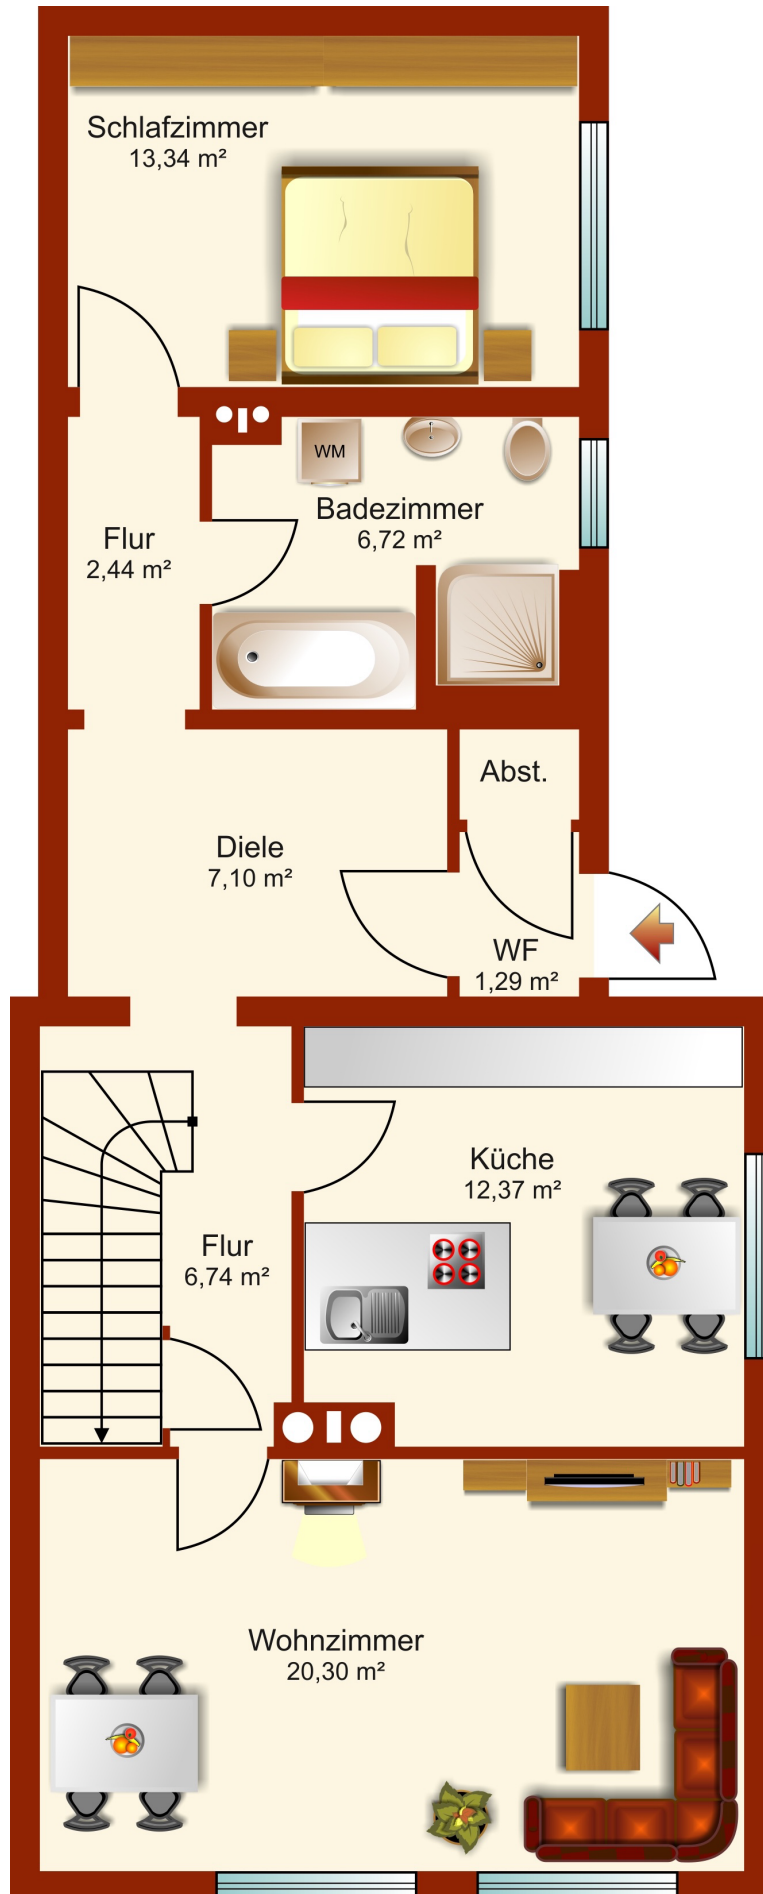 Schlafzimmer
13,34 m²
WM
Badezimmer
6,72 m²
Flur
2,44 m²
Abst.
Diele
7,10 m²
WF
1,29 m²
Küche
12,37 m²
Flur
6,74 m²
Wohnzimmer
20,30 m²